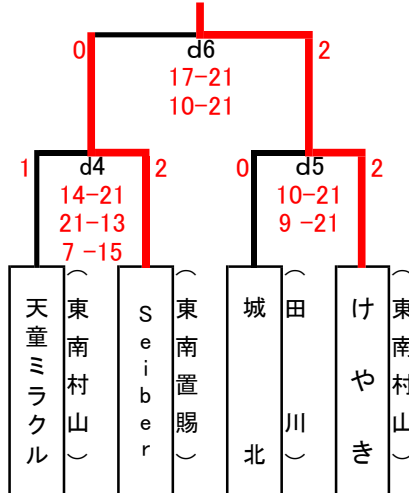 0 d6 2
17-21
10-21
1 d4 2
14-21
21-13
7 -15
0 d5 2
10-21
9 -21
天童ミラクル
（東南村山）
Seiber
（東南置賜）
城北
（田川）
けやき
（東南村山）